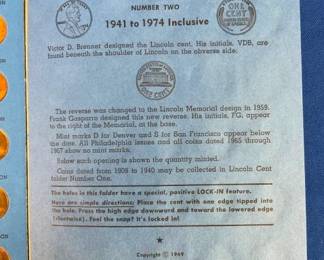 NUMBER TWO
1941 to 1974 Inclusive
ONE
CENT
Victor D. Brenner designed the Lincoln cent. His initials, VDB, are
found beneath the shoulder of Lincoln on the obverse side.
ONE CENT
The reverse was changed to the Lincoln Memorial design in 1959.
Frank Gasparro designed this new reverse. His initials, FG, appear
to the right of the Memorial, at the base.
Mint marks D for Denver and S for San Francisco appear below
the date. All Philadelphia issues and all coins dated 1965 through
1967 show no mint marks.
Below each opening is shown the quantity minted.
Coins dated from 1909 to 1940 may be collected in Lincoln Cent
folder Number One.
The holes in this folder have a special, positive LOCK-IN feature.
Here are simple directions: Place the cent with one edge tipped into
the hole. Press the high edge downward and toward the lowered edge
(otherwise). Feel the snap? It's locked in!
Copyright © 1949